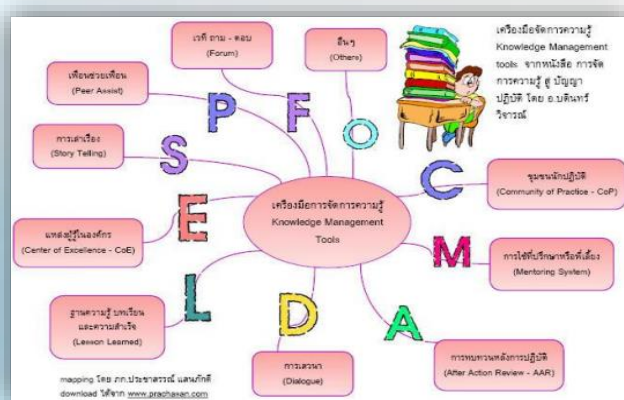 เวที ถาม - ตอบ
(Forum)
อื่นๆ
(Others)
เครื่องมือจัดการความรู้
Knowledge Management
tools จากหนังสือ การจัด
การความรู้ สู่ ปัญญา
ปฏิบัติ โดย อ.บดินทร์
วิจารณ์
เพื่อนช่วยเพื่อน
(Peer Assist)
P
F
O
การเล่าเรื่อง
(Story Telling)
S
C
ชุมชนนักปฏิบัติ
(Community of Practice - CoP)
เครื่องมือการจัดการความรู้
Knowledge Management
Tools
แหล่งผู้รู้ในองค์กร
(Center of Excellence - CoE)
E
M
การใช้ที่ปรึกษาหรือพี่เลี้ยง
(Mentoring System)
ฐานความรู้ บทเรียน
และความสำเร็จ
(Lesson Learned)
L
D
A
การเสวนา
(Dialogue)
การทบทวนหลังการปฏิบัติ
(After Action Review - AAR)
mapping โดย ภก.ประชาสรรณ์ แสนภักดี
download ได้จาก www.prachasan.com